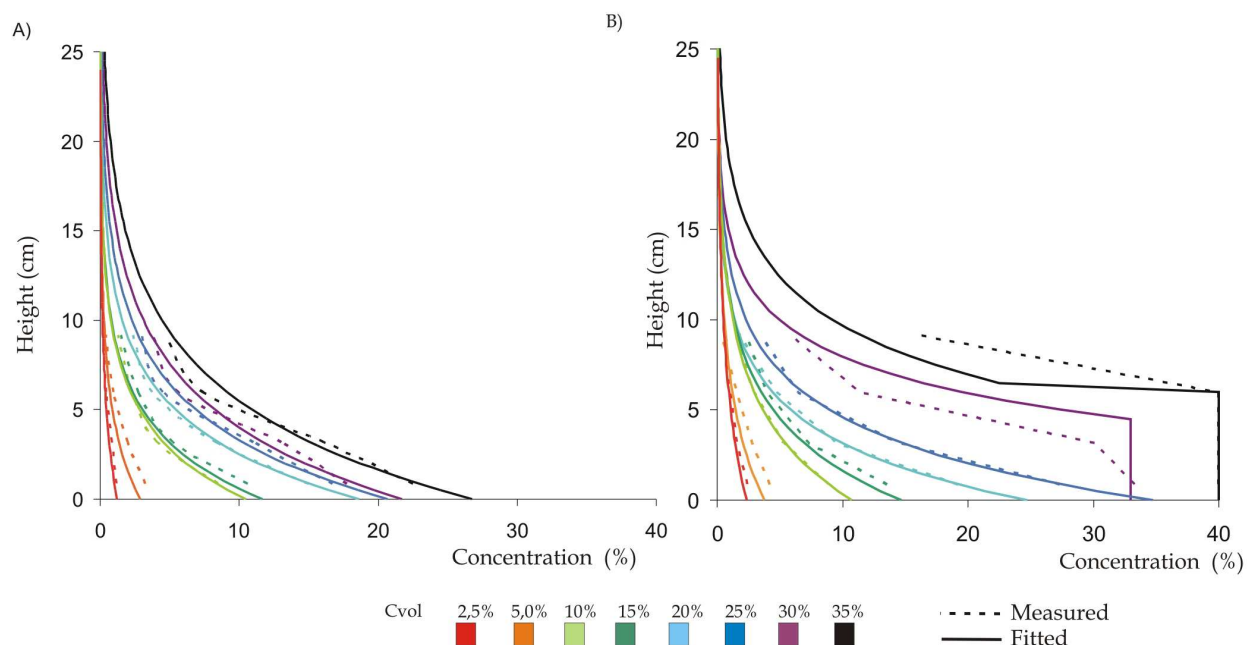 A)
B)
25
20
15
10
5
0
Height (cm)
0 10 20 30 40
Concentration (%)
25
20
15
10
5
0
Height (cm)
0 10 20 30 40
Concentration (%)
Cvol 2,5% 5,0% 10% 15% 20% 25% 30% 35%
Measured
Fitted